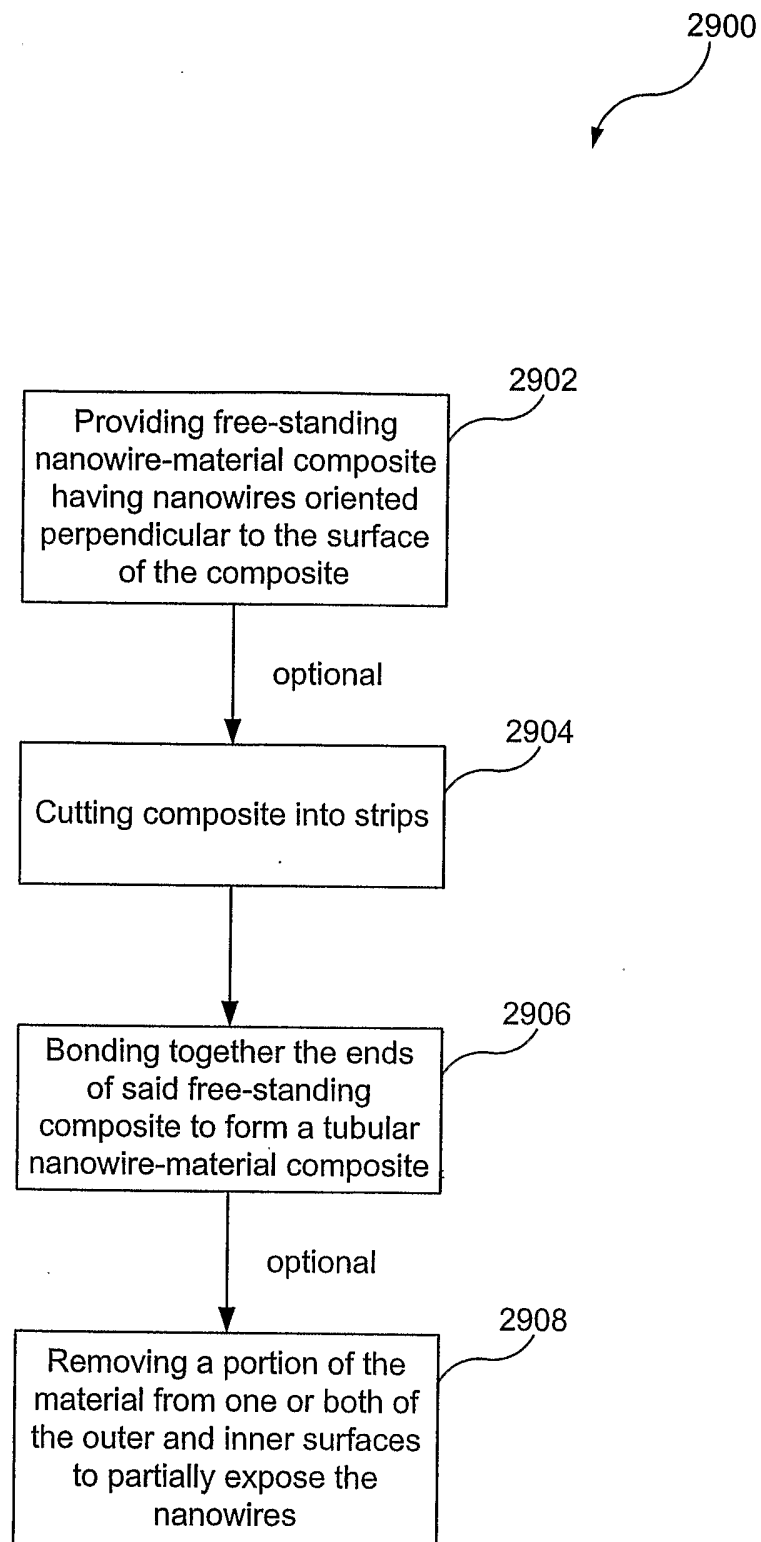 2900
2902
Providing free-standing
nanowire-material composite
having nanowires oriented
perpendicular to the surface
of the composite
optional
2904
Cutting composite into strips
2906
Bonding together the ends
of said free-standing
composite to form a tubular
nanowire-material composite
optional
2908
Removing a portion of the
material from one or both of
the outer and inner surfaces
to partially expose the
nanowires